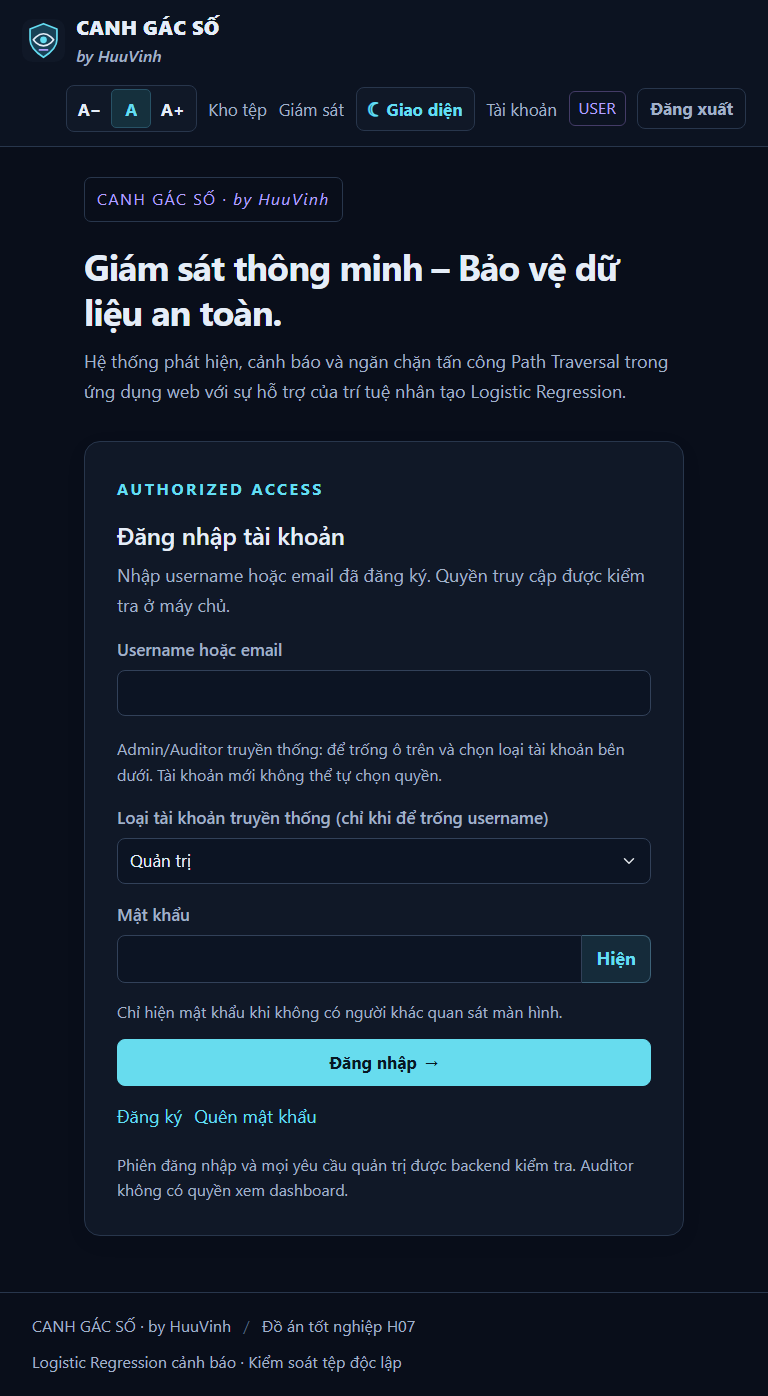 CANH GÁC SỐ
by HuuVinh
A− A A+ Kho tệp Giám sát ☾ Giao diện Tài khoản USER Đăng xuất
CANH GÁC SỐ · by HuuVinh
Giám sát thông minh – Bảo vệ dữ
liệu an toàn.
Hệ thống phát hiện, cảnh báo và ngăn chặn tấn công Path Traversal trong
ứng dụng web với sự hỗ trợ của trí tuệ nhân tạo Logistic Regression.
AUTHORIZED ACCESS
Đăng nhập tài khoản
Nhập username hoặc email đã đăng ký. Quyền truy cập được kiểm
tra ở máy chủ.
Username hoặc email
Admin/Auditor truyền thống: để trống ô trên và chọn loại tài khoản bên
dưới. Tài khoản mới không thể tự chọn quyền.
Loại tài khoản truyền thống (chỉ khi để trống username)
Quản trị
Mật khẩu
Hiện
Chỉ hiện mật khẩu khi không có người khác quan sát màn hình.
Đăng nhập →
Đăng ký Quên mật khẩu
Phiên đăng nhập và mọi yêu cầu quản trị được backend kiểm tra. Auditor
không có quyền xem dashboard.
CANH GÁC SỐ · by HuuVinh / Đồ án tốt nghiệp H07
Logistic Regression cảnh báo · Kiểm soát tệp độc lập